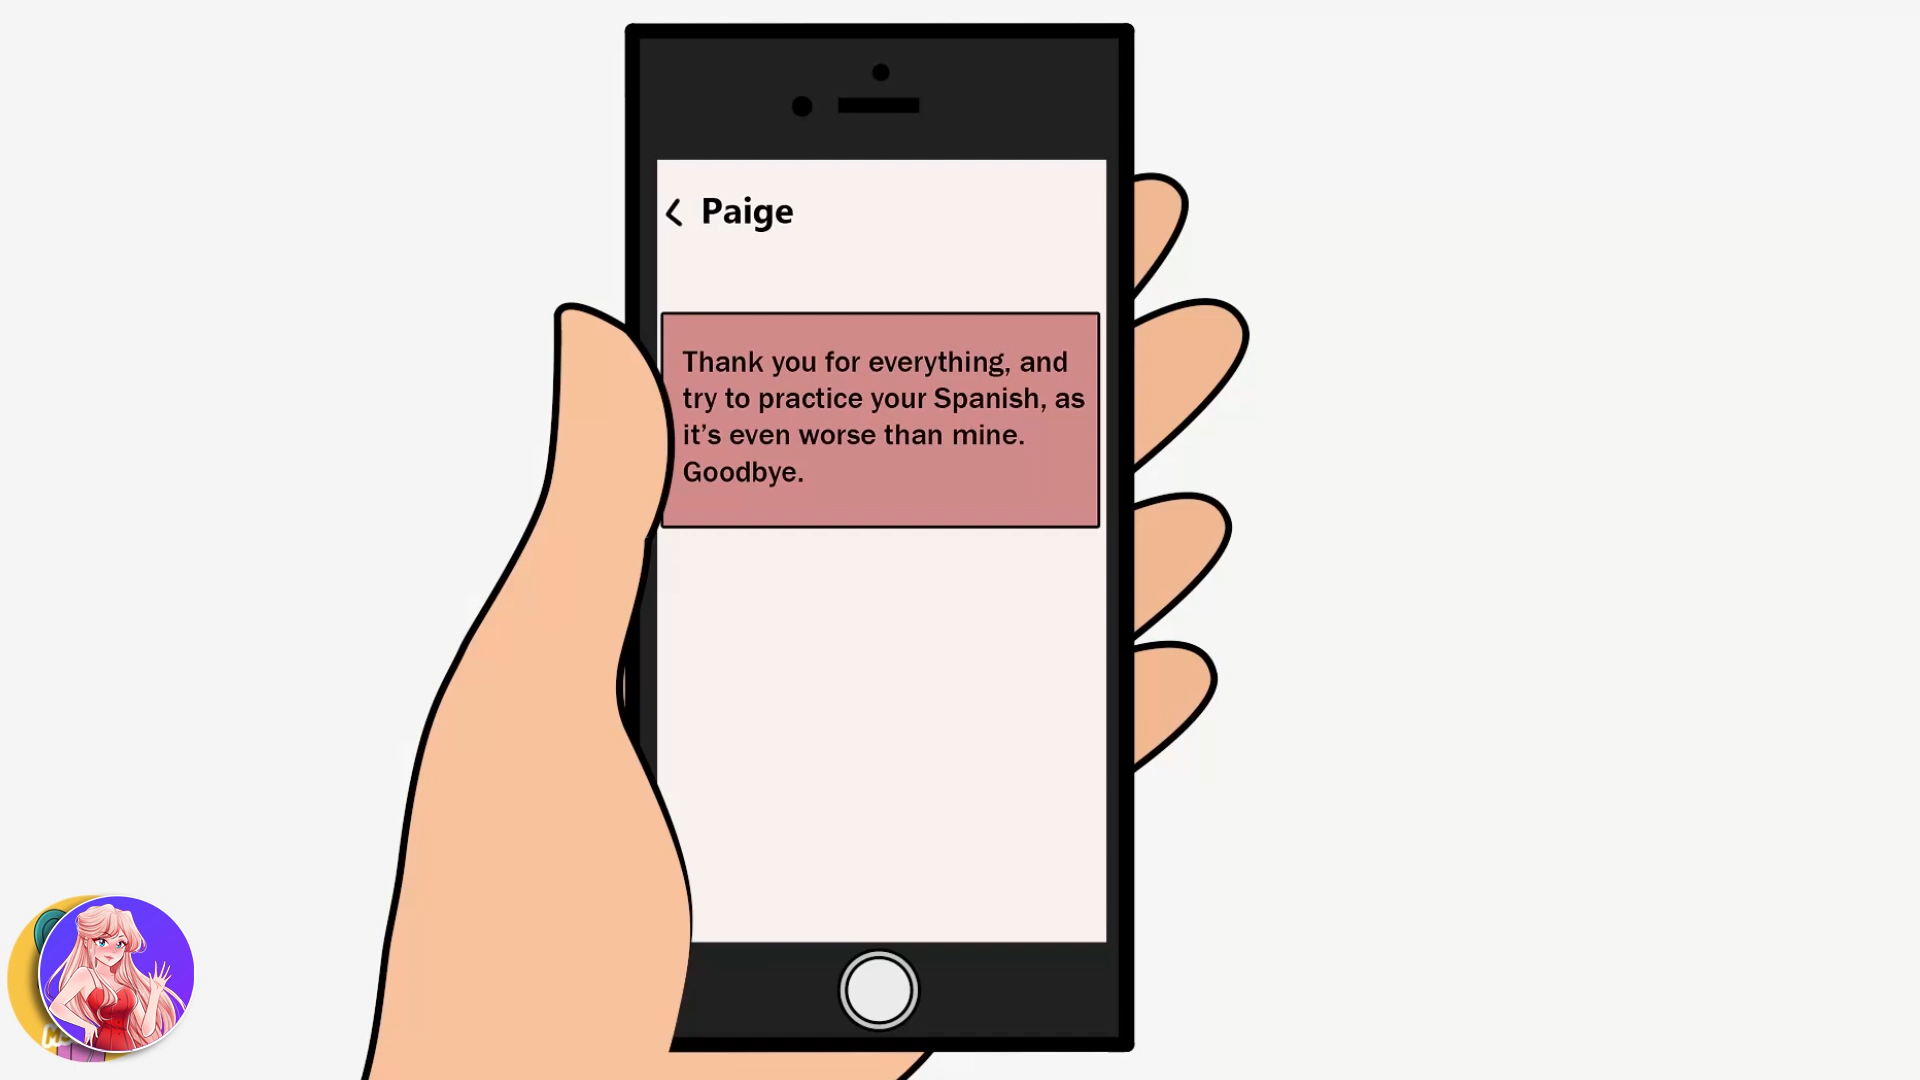 Paige
Thank you for everything, and
try to practice your Spanish, as
it's even worse than mine.
Goodbye.